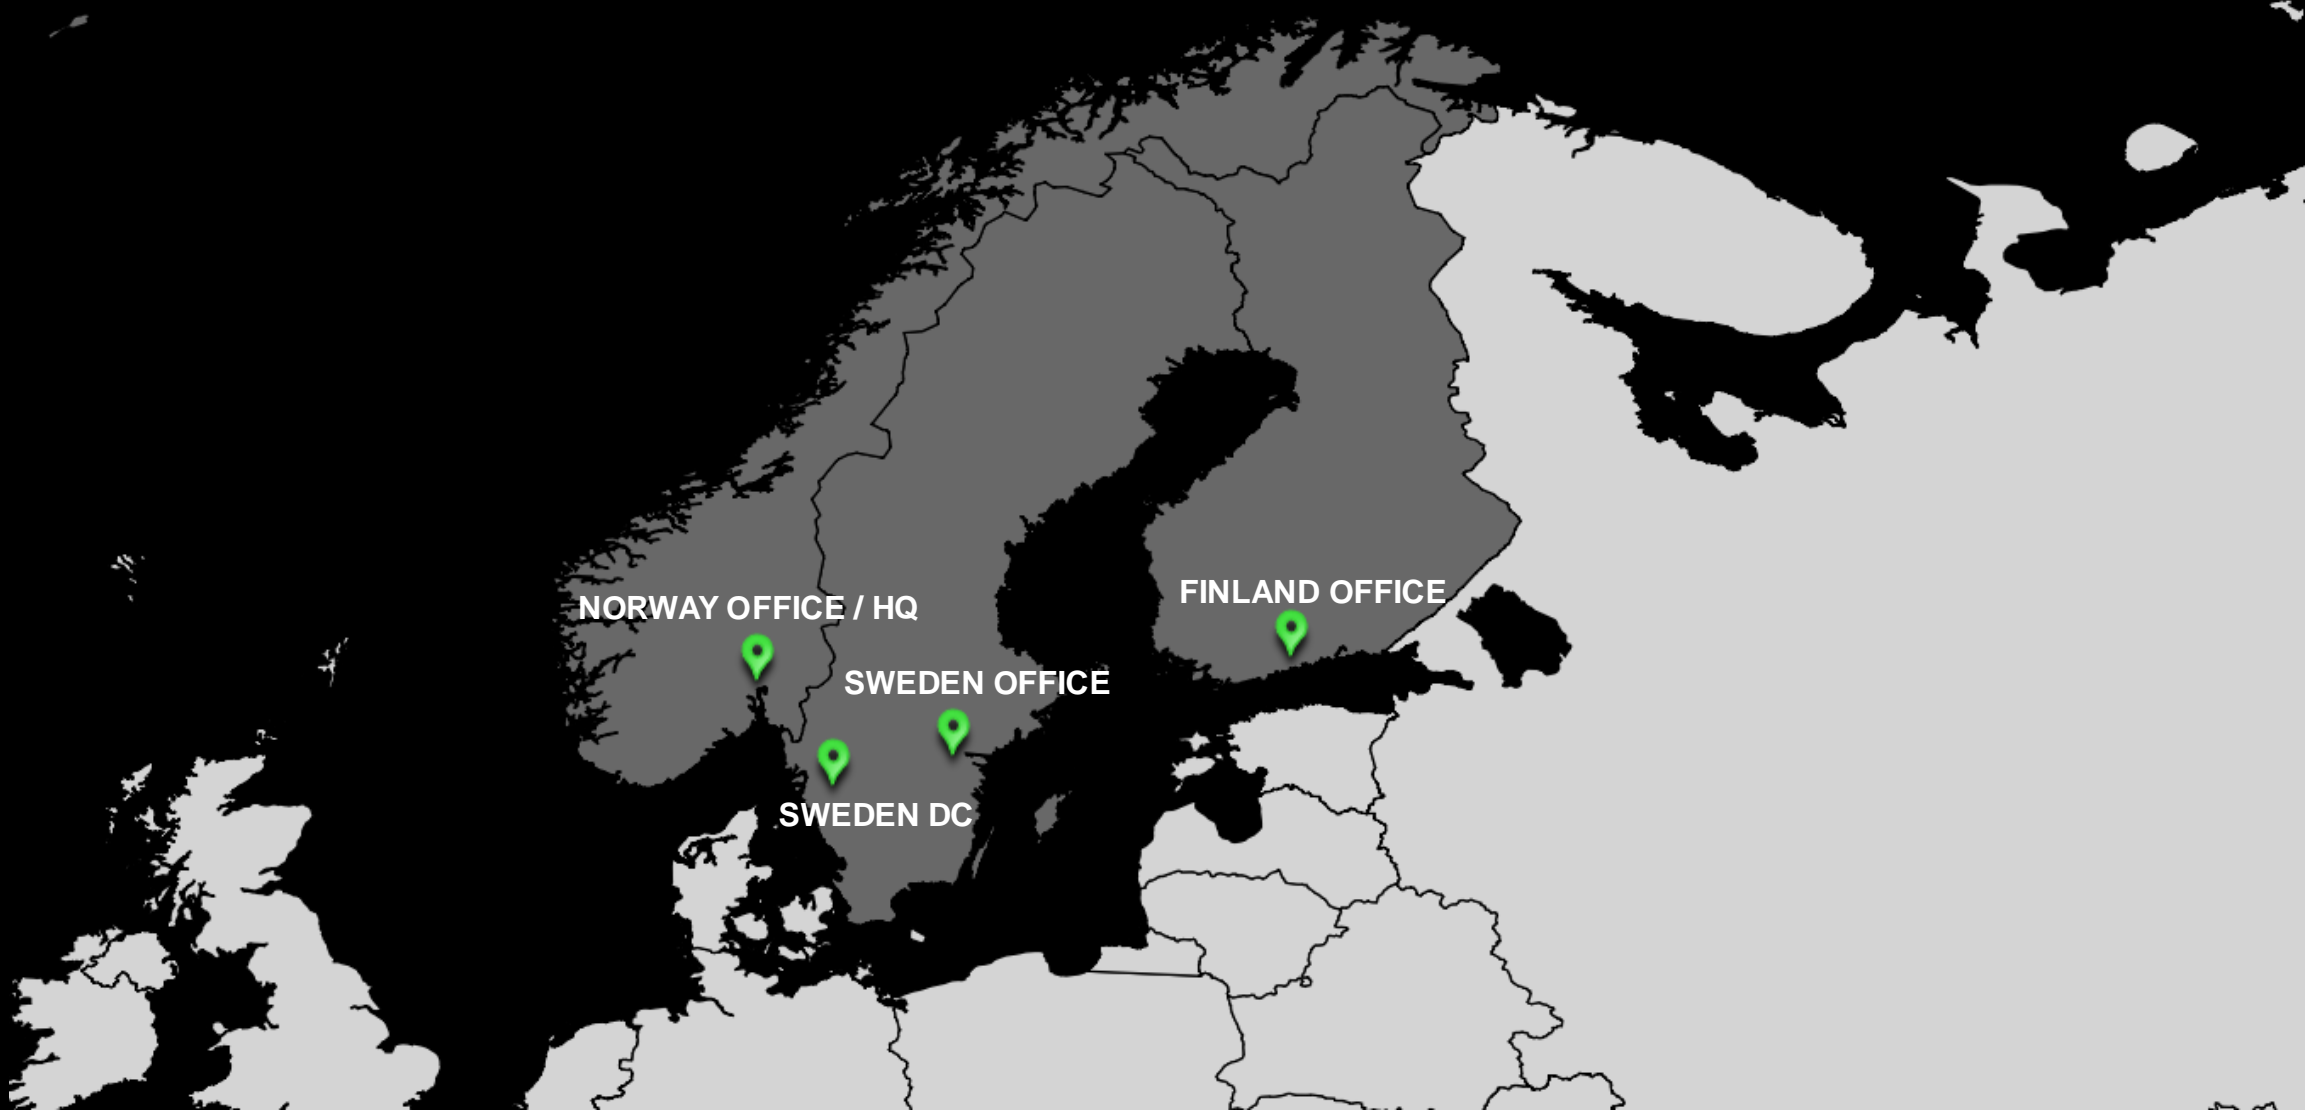 FINLAND OFFICE
NORWAY OFFICE / HQ
SWEDEN OFFICE
SWEDEN DC